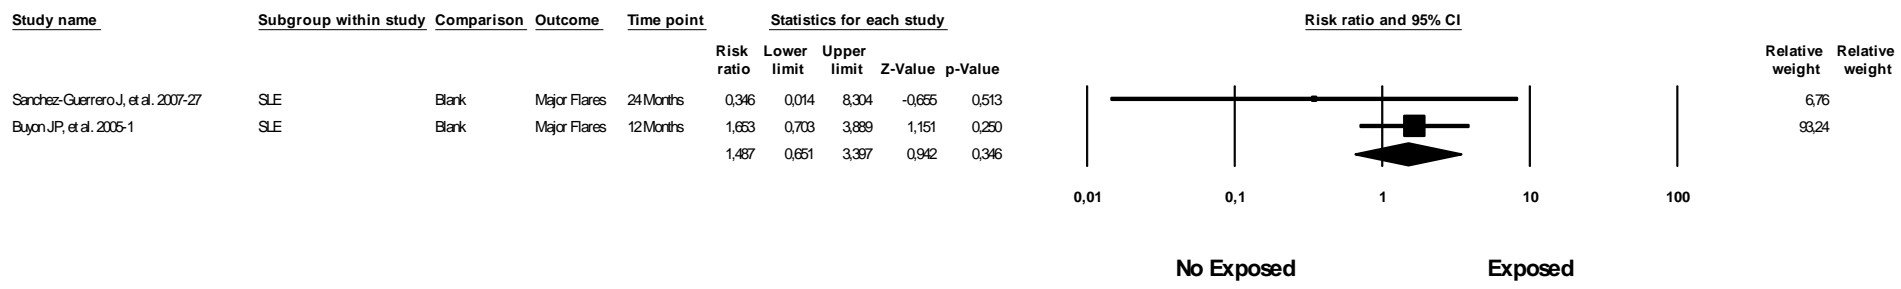 Study name Subgroup within study Comparison Outcome Time point Statistics for each study Risk ratio and 95% CI
Risk Lower Upper Relative Relative
ratio limit limit Z-Value p-Value weight weight
Sanchez-Guerrero J, et al. 2007-27 SLE Blank Major Flares 24 Months 0,346 0,014 8,304 -0,655 0,513 6,76
Buyon JP, et al. 2005-1 SLE Blank Major Flares 12 Months 1,653 0,703 3,889 1,151 0,250 93,24
1,487 0,651 3,397 0,942 0,346
0,01 0,1 1 10 100
No Exposed Exposed